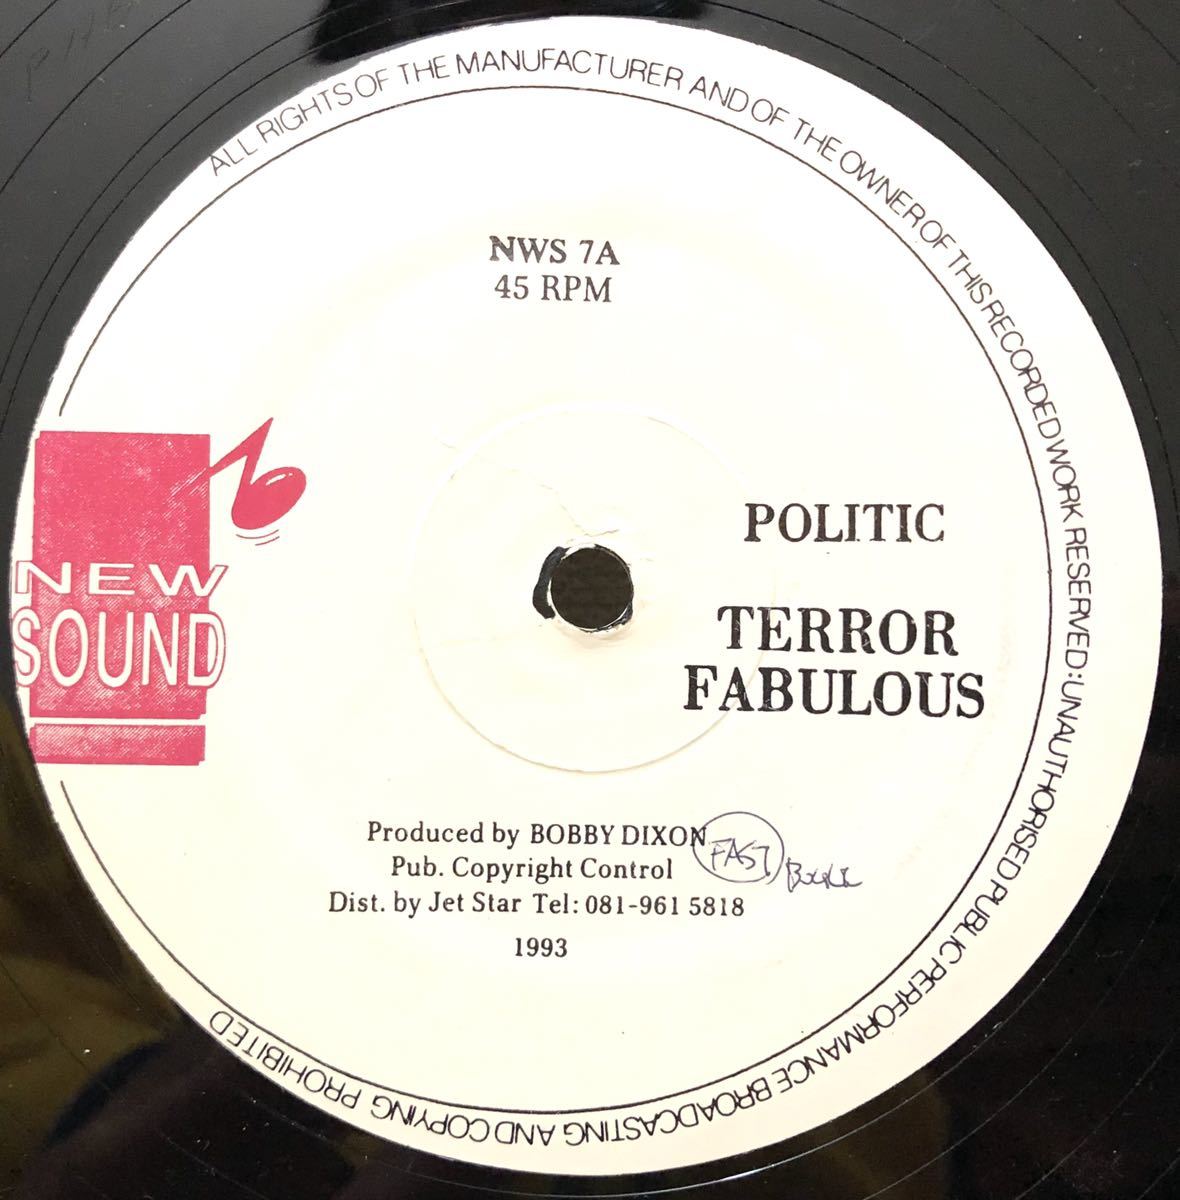 ALL RIGHTS OF THE MANUFACTURER AND OF THE OWNER OF THIS RECORDED WORK RESERVED: UNAUTHORISED PUBLIC PERFORMANCE BROADCASTING AND COPYING PROHIBITED
NWS 7A
45 RPM
NEW
SOUND
POLITIC
TERROR
FABULOUS
Produced by BOBBY DIXON
FAST
Pub. Copyright Control
Dist. by Jet Star Tel: 081-961 5818
1993